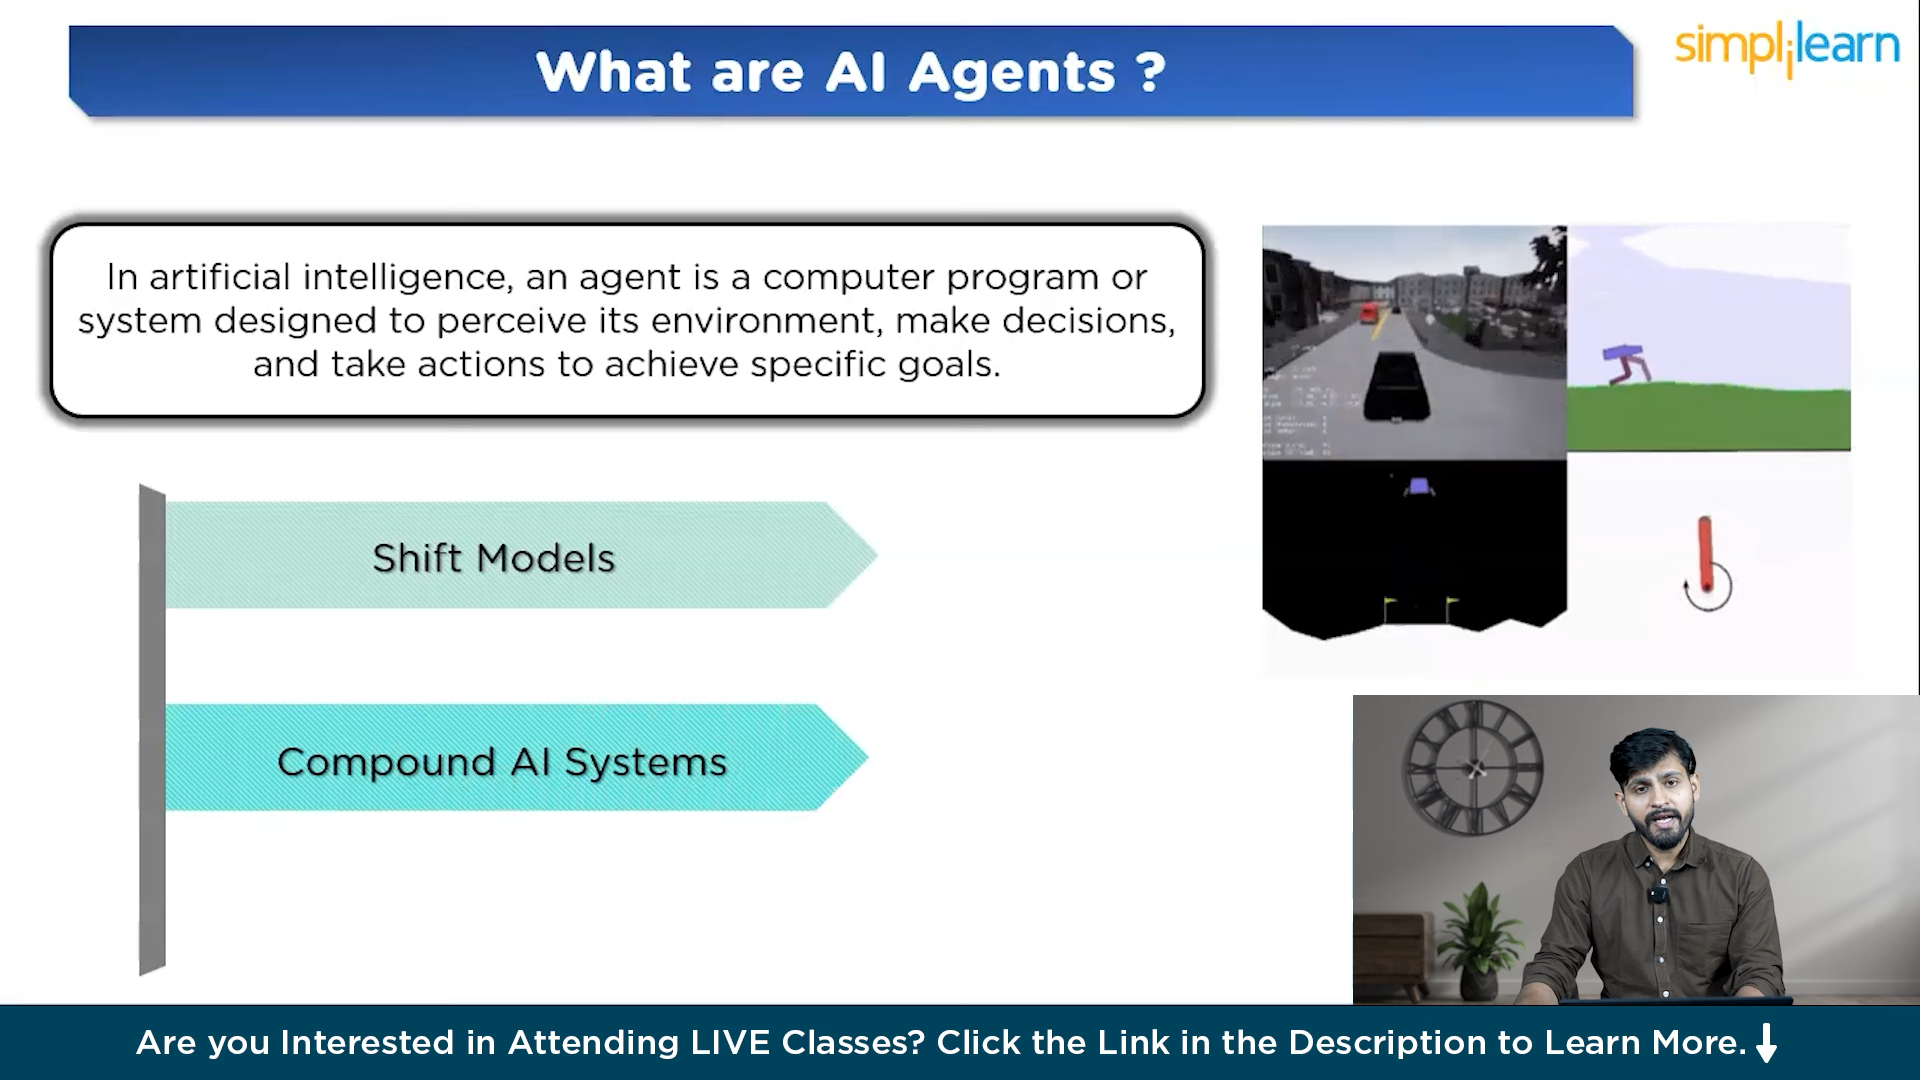 What are AI Agents ?
simplilearn
In artificial intelligence, an agent is a computer program or
system designed to perceive its environment, make decisions,
and take actions to achieve specific goals.
Shift Models
Compound AI Systems
Are you Interested in Attending LIVE Classes? Click the Link in the Description to Learn More.